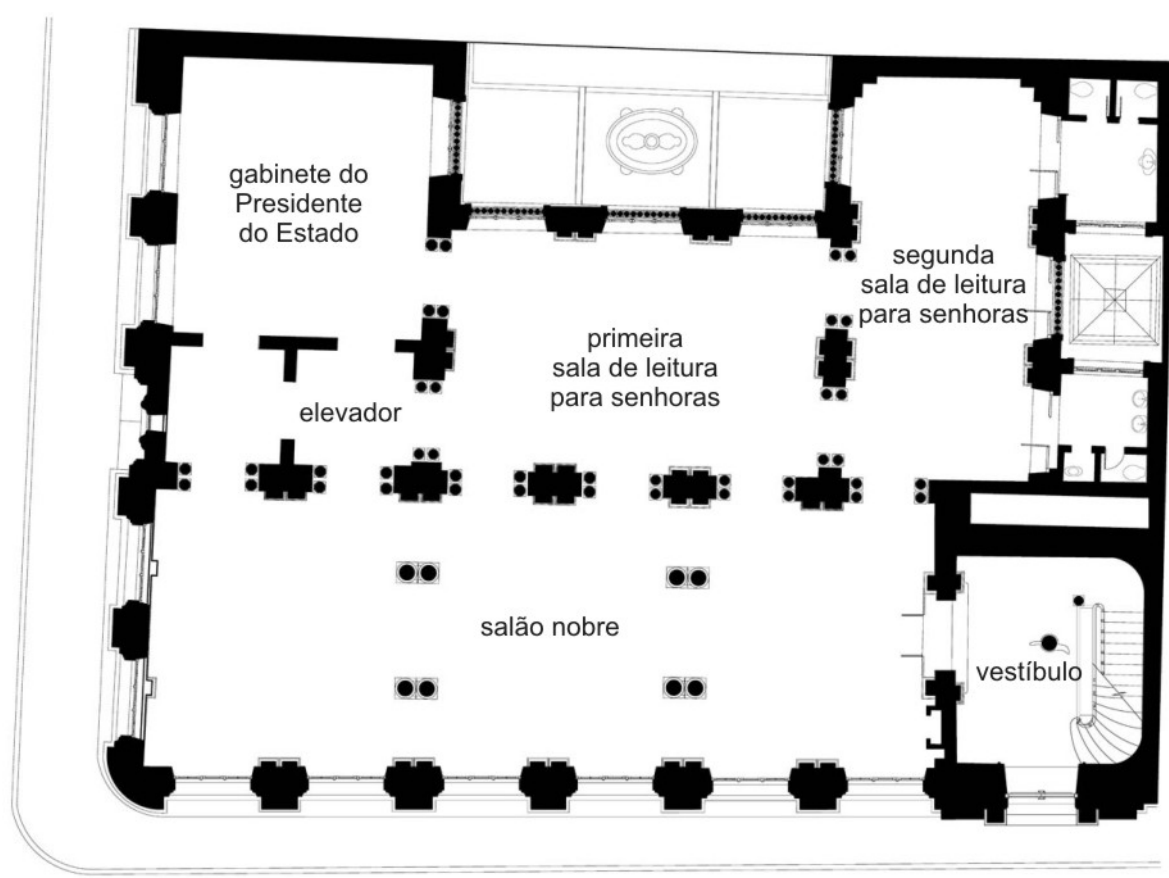 gabinete do
Presidente
do Estado
segunda
sala de leitura
para senhoras
primeira
sala de leitura
para senhoras
elevador
salão nobre
vestíbulo